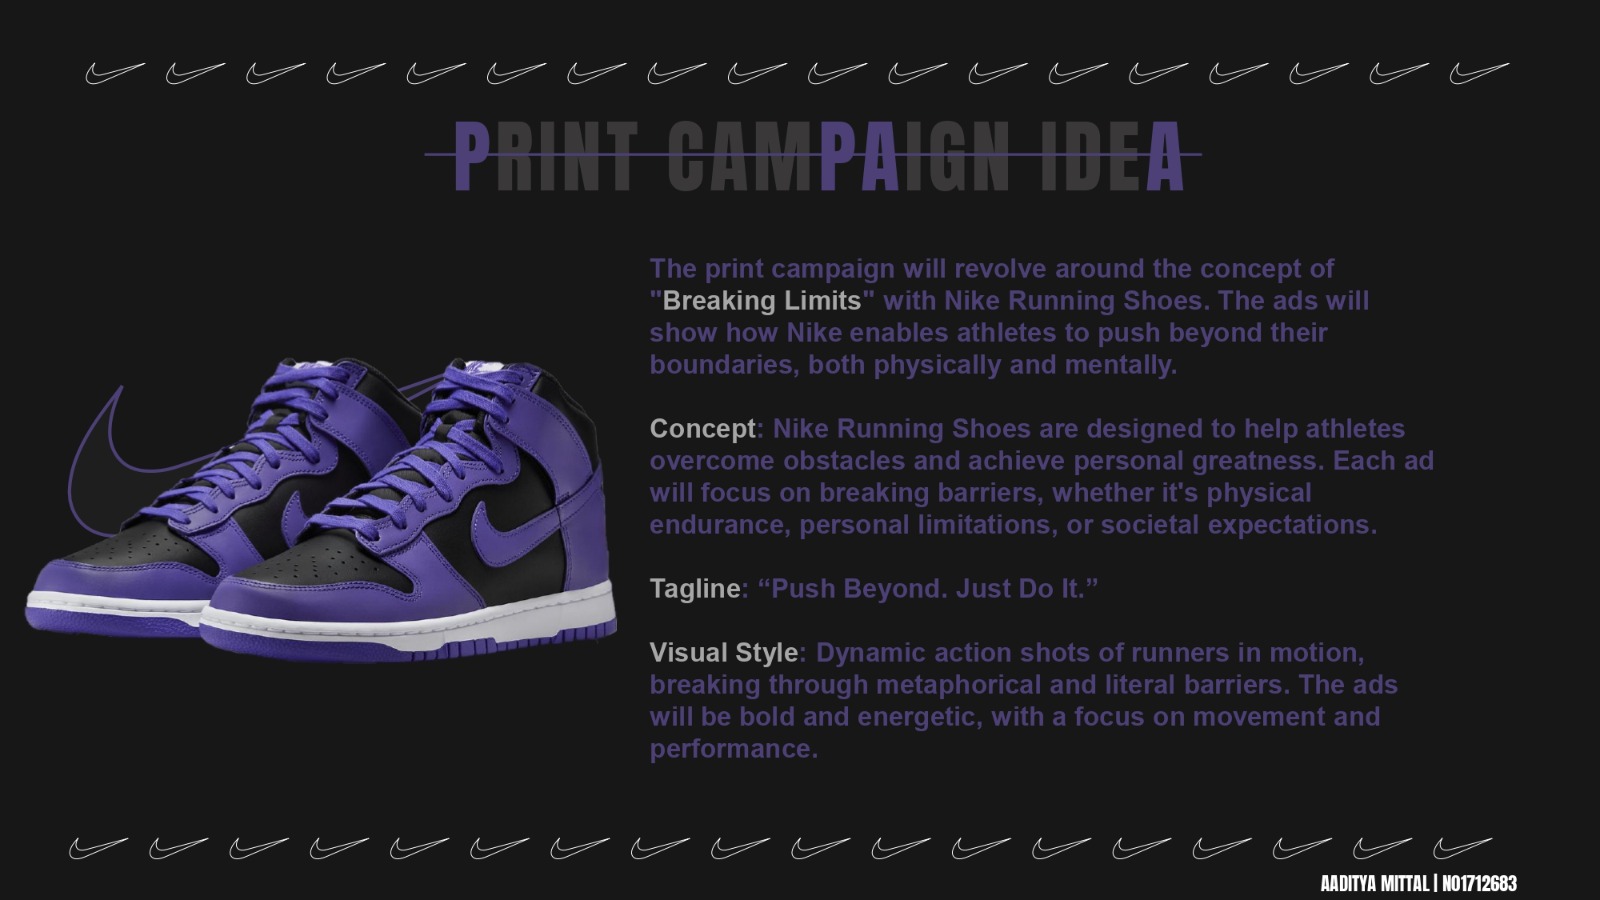 PRINT CAMPAIGN IDEA
The print campaign will revolve around the concept of
"Breaking Limits" with Nike Running Shoes. The ads will
show how Nike enables athletes to push beyond their
boundaries, both physically and mentally.
Concept: Nike Running Shoes are designed to help athletes
overcome obstacles and achieve personal greatness. Each ad
will focus on breaking barriers, whether it's physical
endurance, personal limitations, or societal expectations.
Tagline: “Push Beyond. Just Do It.”
Visual Style: Dynamic action shots of runners in motion,
breaking through metaphorical and literal barriers. The ads
will be bold and energetic, with a focus on movement and
performance.
AADITYA MITTAL | N01712683